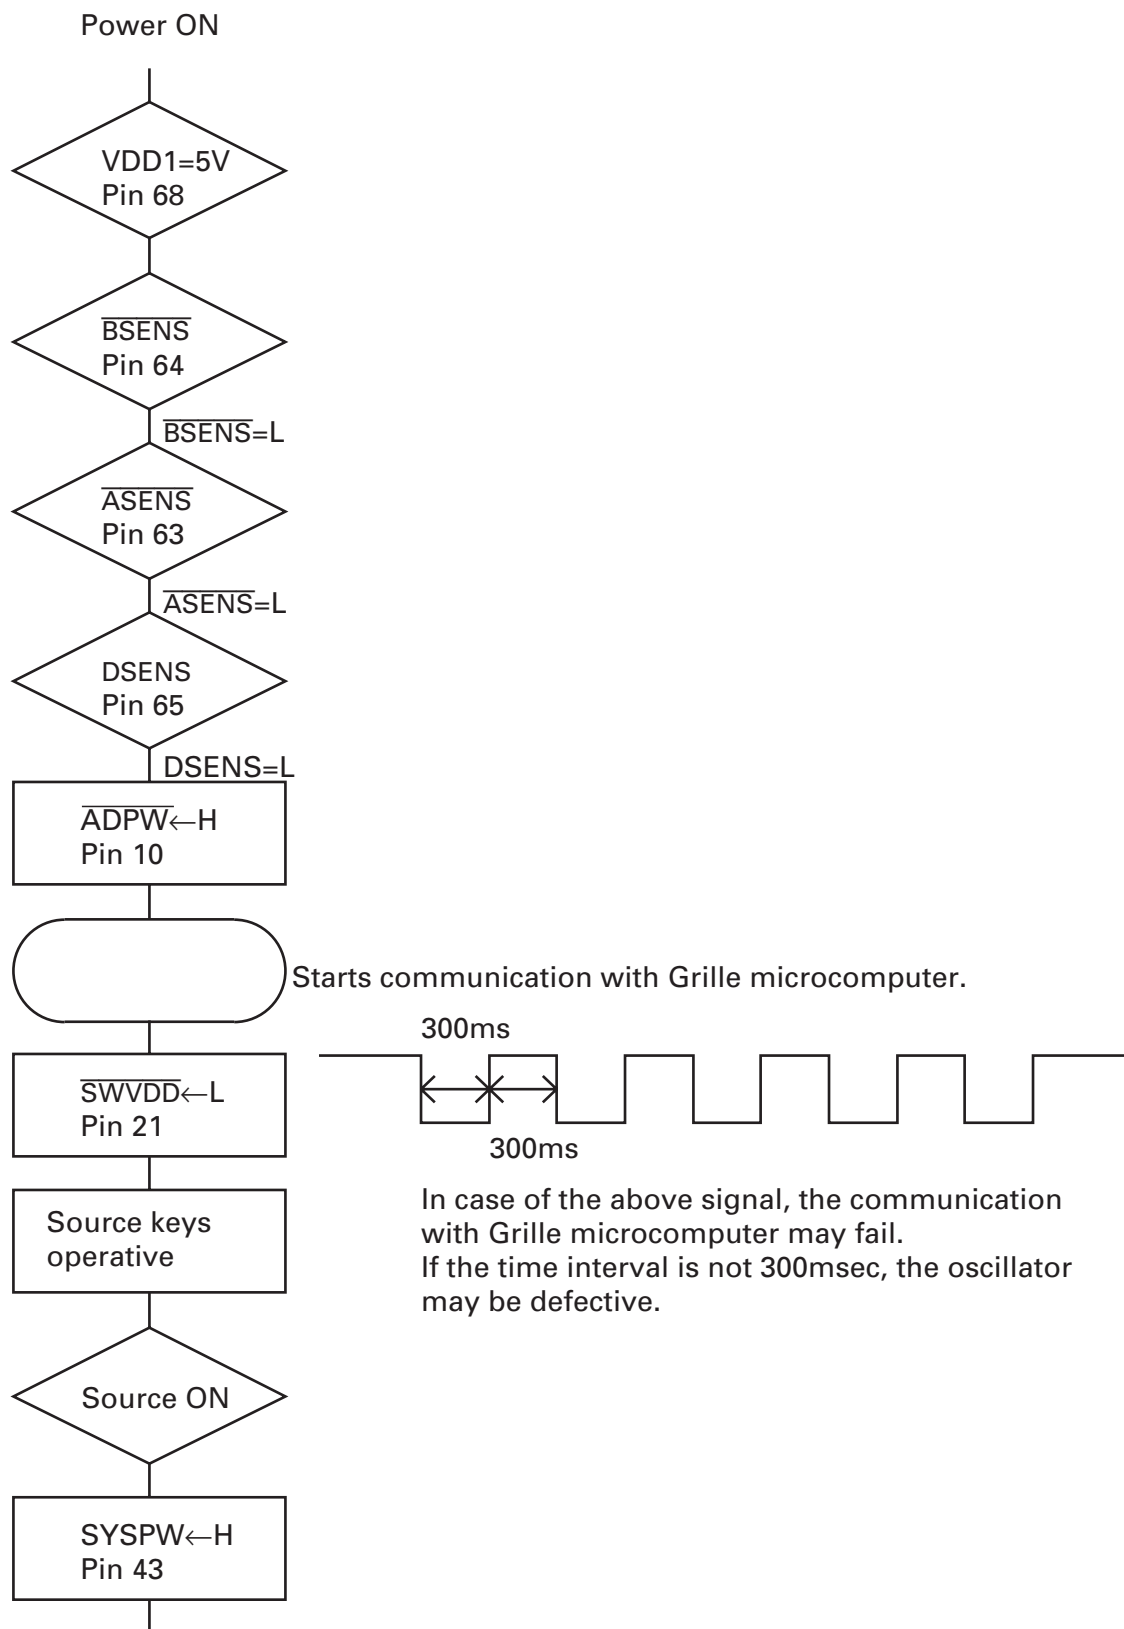 Power ON
VDD1=5V
Pin 68
BSENS
Pin 64
BSENS=L
ASENS
Pin 63
ASENS=L
DSENS
Pin 65
DSENS=L
ADPW←H
Pin 10
Starts communication with Grille microcomputer.
300ms
SWVDD←L
Pin 21
300ms
Source keys
operative
In case of the above signal, the communication
with Grille microcomputer may fail.
If the time interval is not 300msec, the oscillator
may be defective.
Source ON
SYSPW←H
Pin 43